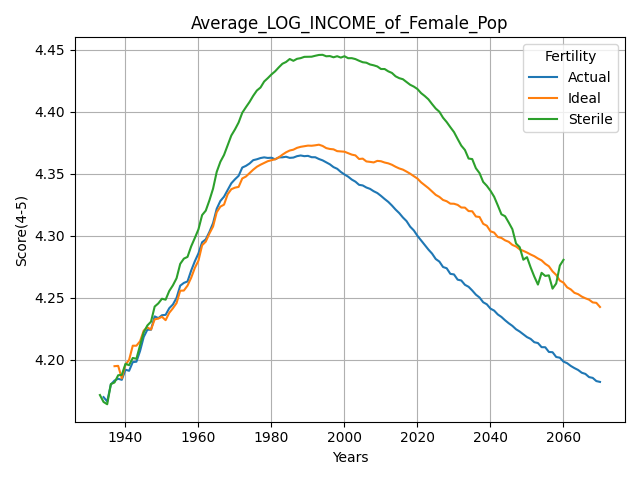 Average_LOG_INCOME_of_Female_Pop
Score(4-5)
4.45
4.40
4.35
4.30
4.25
4.20
Fertility
Actual
Ideal
Sterile
1940
1960
1980
2000
2020
2040
2060
Years